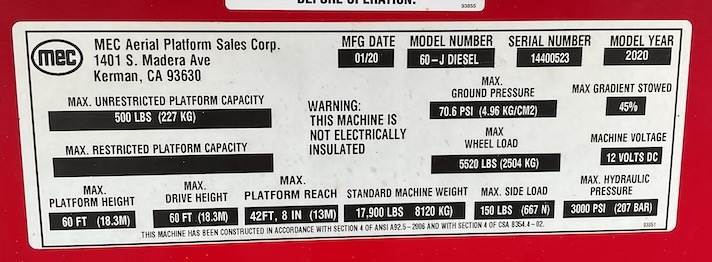 BEFORE OPERATION.
93855
mec
MEC Aerial Platform Sales Corp.
1401 S. Madera Ave
Kerman, CA 93630
MFG DATE
01/20
MODEL NUMBER
60-J DIESEL
SERIAL NUMBER
14400523
MODEL YEAR
2020
MAX. UNRESTRICTED PLATFORM CAPACITY
500 LBS (227 KG)
MAX. RESTRICTED PLATFORM CAPACITY
WARNING:
THIS MACHINE IS
NOT ELECTRICALLY
INSULATED
MAX.
GROUND PRESSURE
70.6 PSI (4.96 KG/CM2)
MAX
WHEEL LOAD
5520 LBS (2504 KG)
MAX GRADIENT STOWED
45%
MACHINE VOLTAGE
12 VOLTS DC
MAX.
PLATFORM HEIGHT
60 FT (18.3M)
MAX.
DRIVE HEIGHT
60 FT (18.3M)
MAX.
PLATFORM REACH
42FT, 8 IN (13M)
STANDARD MACHINE WEIGHT
17,900 LBS 8120 KG)
MAX. SIDE LOAD
150 LBS (667 N)
MAX. HYDRAULIC
PRESSURE
3000 PSI (207 BAR)
THIS MACHINE HAS BEEN CONSTRUCTED IN ACCORDANCE WITH SECTION 4 OF ANSI A92.5-2006 AND WITH SECTION 4 OF CSA B354.4-02.